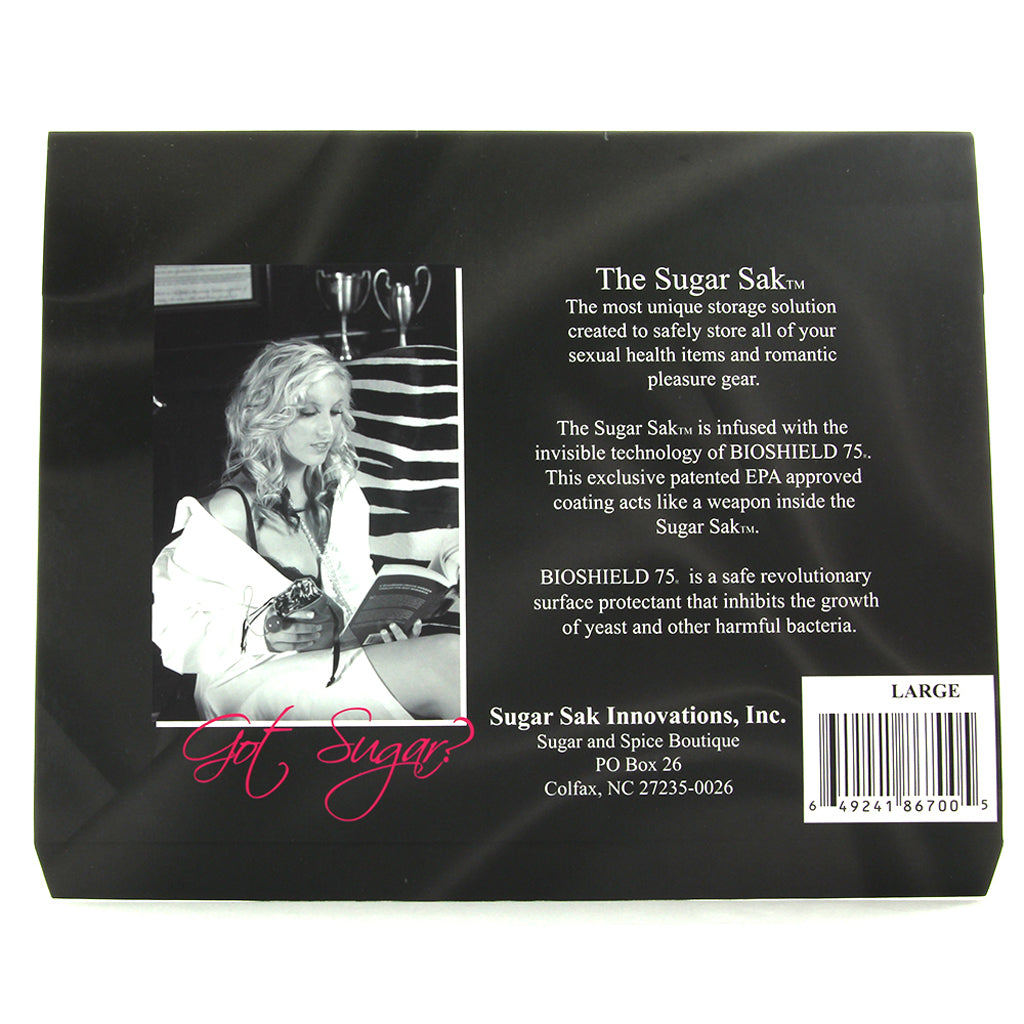 The Sugar Sak™
The most unique storage solution
created to safely store all of your
sexual health items and romantic
pleasure gear.
The Sugar Sak™ is infused with the
invisible technology of BIOSHIELD 75®.
This exclusive patented EPA approved
coating acts like a weapon inside the
Sugar Sak™.
BIOSHIELD 75® is a safe revolutionary
surface protectant that inhibits the growth
of yeast and other harmful bacteria.
Got Sugar?
Sugar Sak Innovations, Inc.
Sugar and Spice Boutique
PO Box 26
Colfax, NC 27235-0026
LARGE
6 49241 86700 5